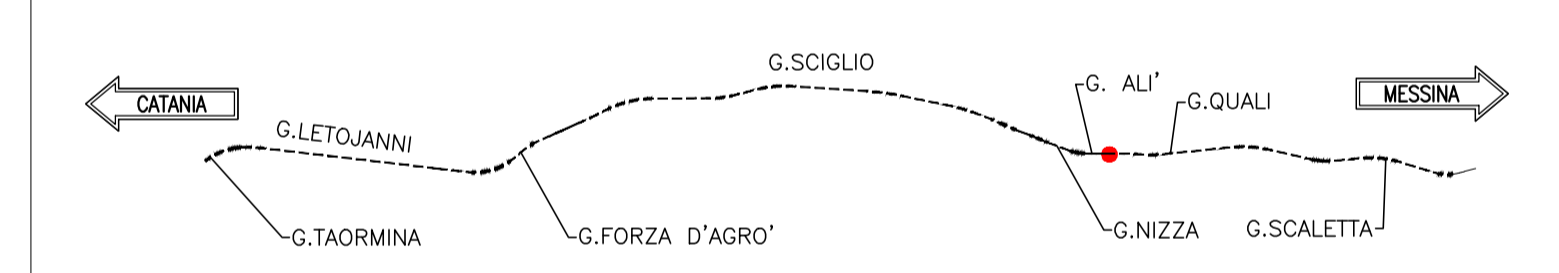 G.SCIGLIO
CATANIA
G. ALI'
G.QUALI
MESSINA
G.LETOJANNI
G.TAORMINA
G.FORZA D'AGRO'
G.NIZZA
G.SCALETTA